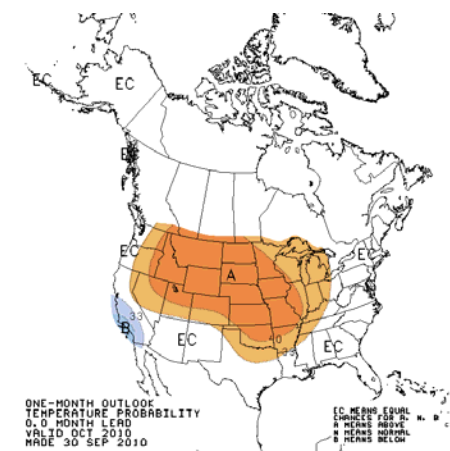 EC
EC
E
EC
EC
A
33
B
EC
40
33
EC
ONE-MONTH OUTLOOK
TEMPERATURE PROBABILITY
0.0 MONTH LEAD
VALID OCT 2010
MADE 30 SEP 2010
EC MEANS EQUAL
CHANCES FOR A, N, B
A MEANS ABOVE
N MEANS NORMAL
B MEANS BELOW